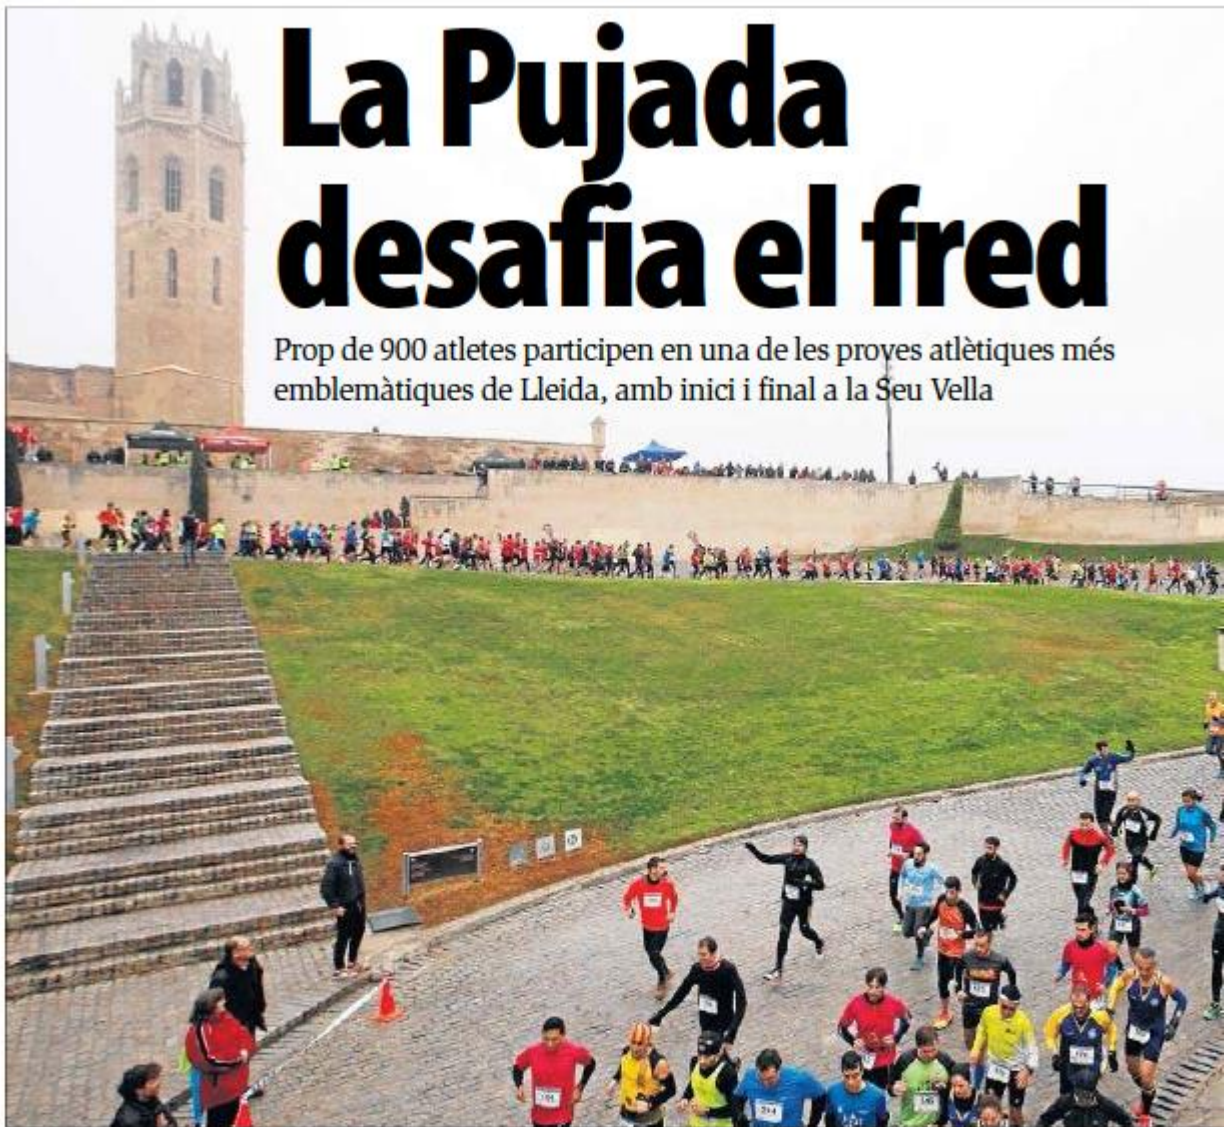 La Pujada
desafia el fred
Prop de 900 atletes participen en una de les proves atlètiques més
emblemàtiques de Lleida, amb inici i final a la Seu Vella